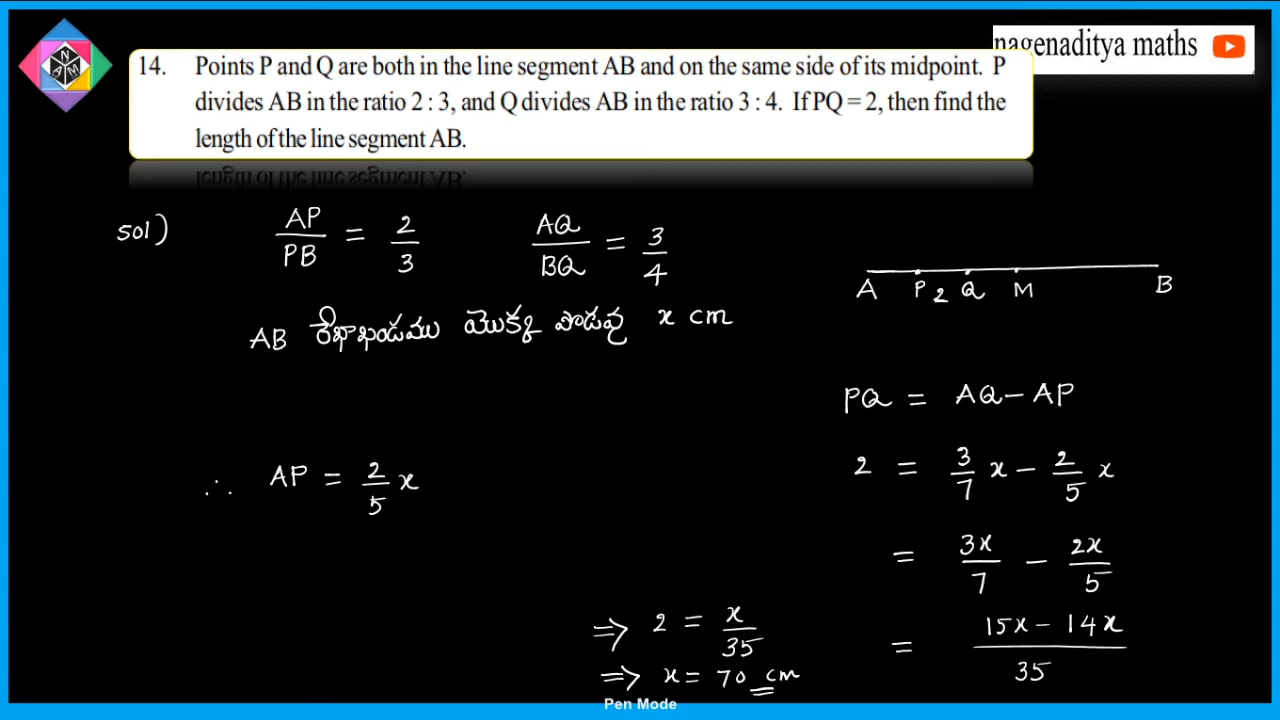 nagenaditya maths
14. Points P and Q are both in the line segment AB and on the same side of its midpoint. P
divides AB in the ratio 2 : 3, and Q divides AB in the ratio 3 : 4. If PQ = 2, then find the
length of the line segment AB.
Sol) AP/PB = 2/3 AQ/BQ = 3/4
A P 2 Q M B
AB రేఖాఖండము మొక్క పొడవు x cm
PQ = AQ - AP
∴ AP = 2/5 x
2 = 3/7 x - 2/5 x
= 3x/7 - 2x/5
= 15x - 14x / 35
⇒ 2 = x/35
⇒ x = 70 cm
Pen Mode